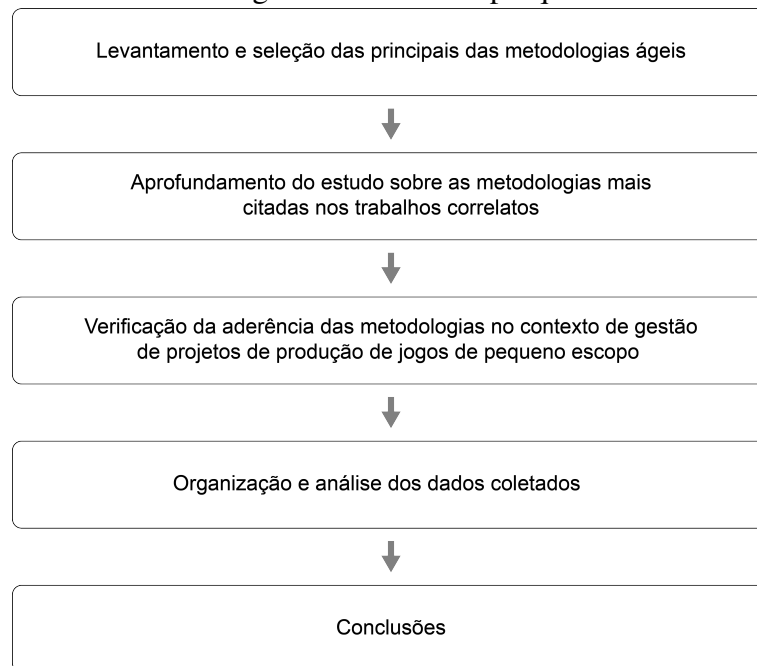 Levantamento e seleção das principais das metodologias ágeis
Aprofundamento do estudo sobre as metodologias mais
citadas nos trabalhos correlatos
Verificação da aderência das metodologias no contexto de gestão
de projetos de produção de jogos de pequeno escopo
Organização e análise dos dados coletados
Conclusões